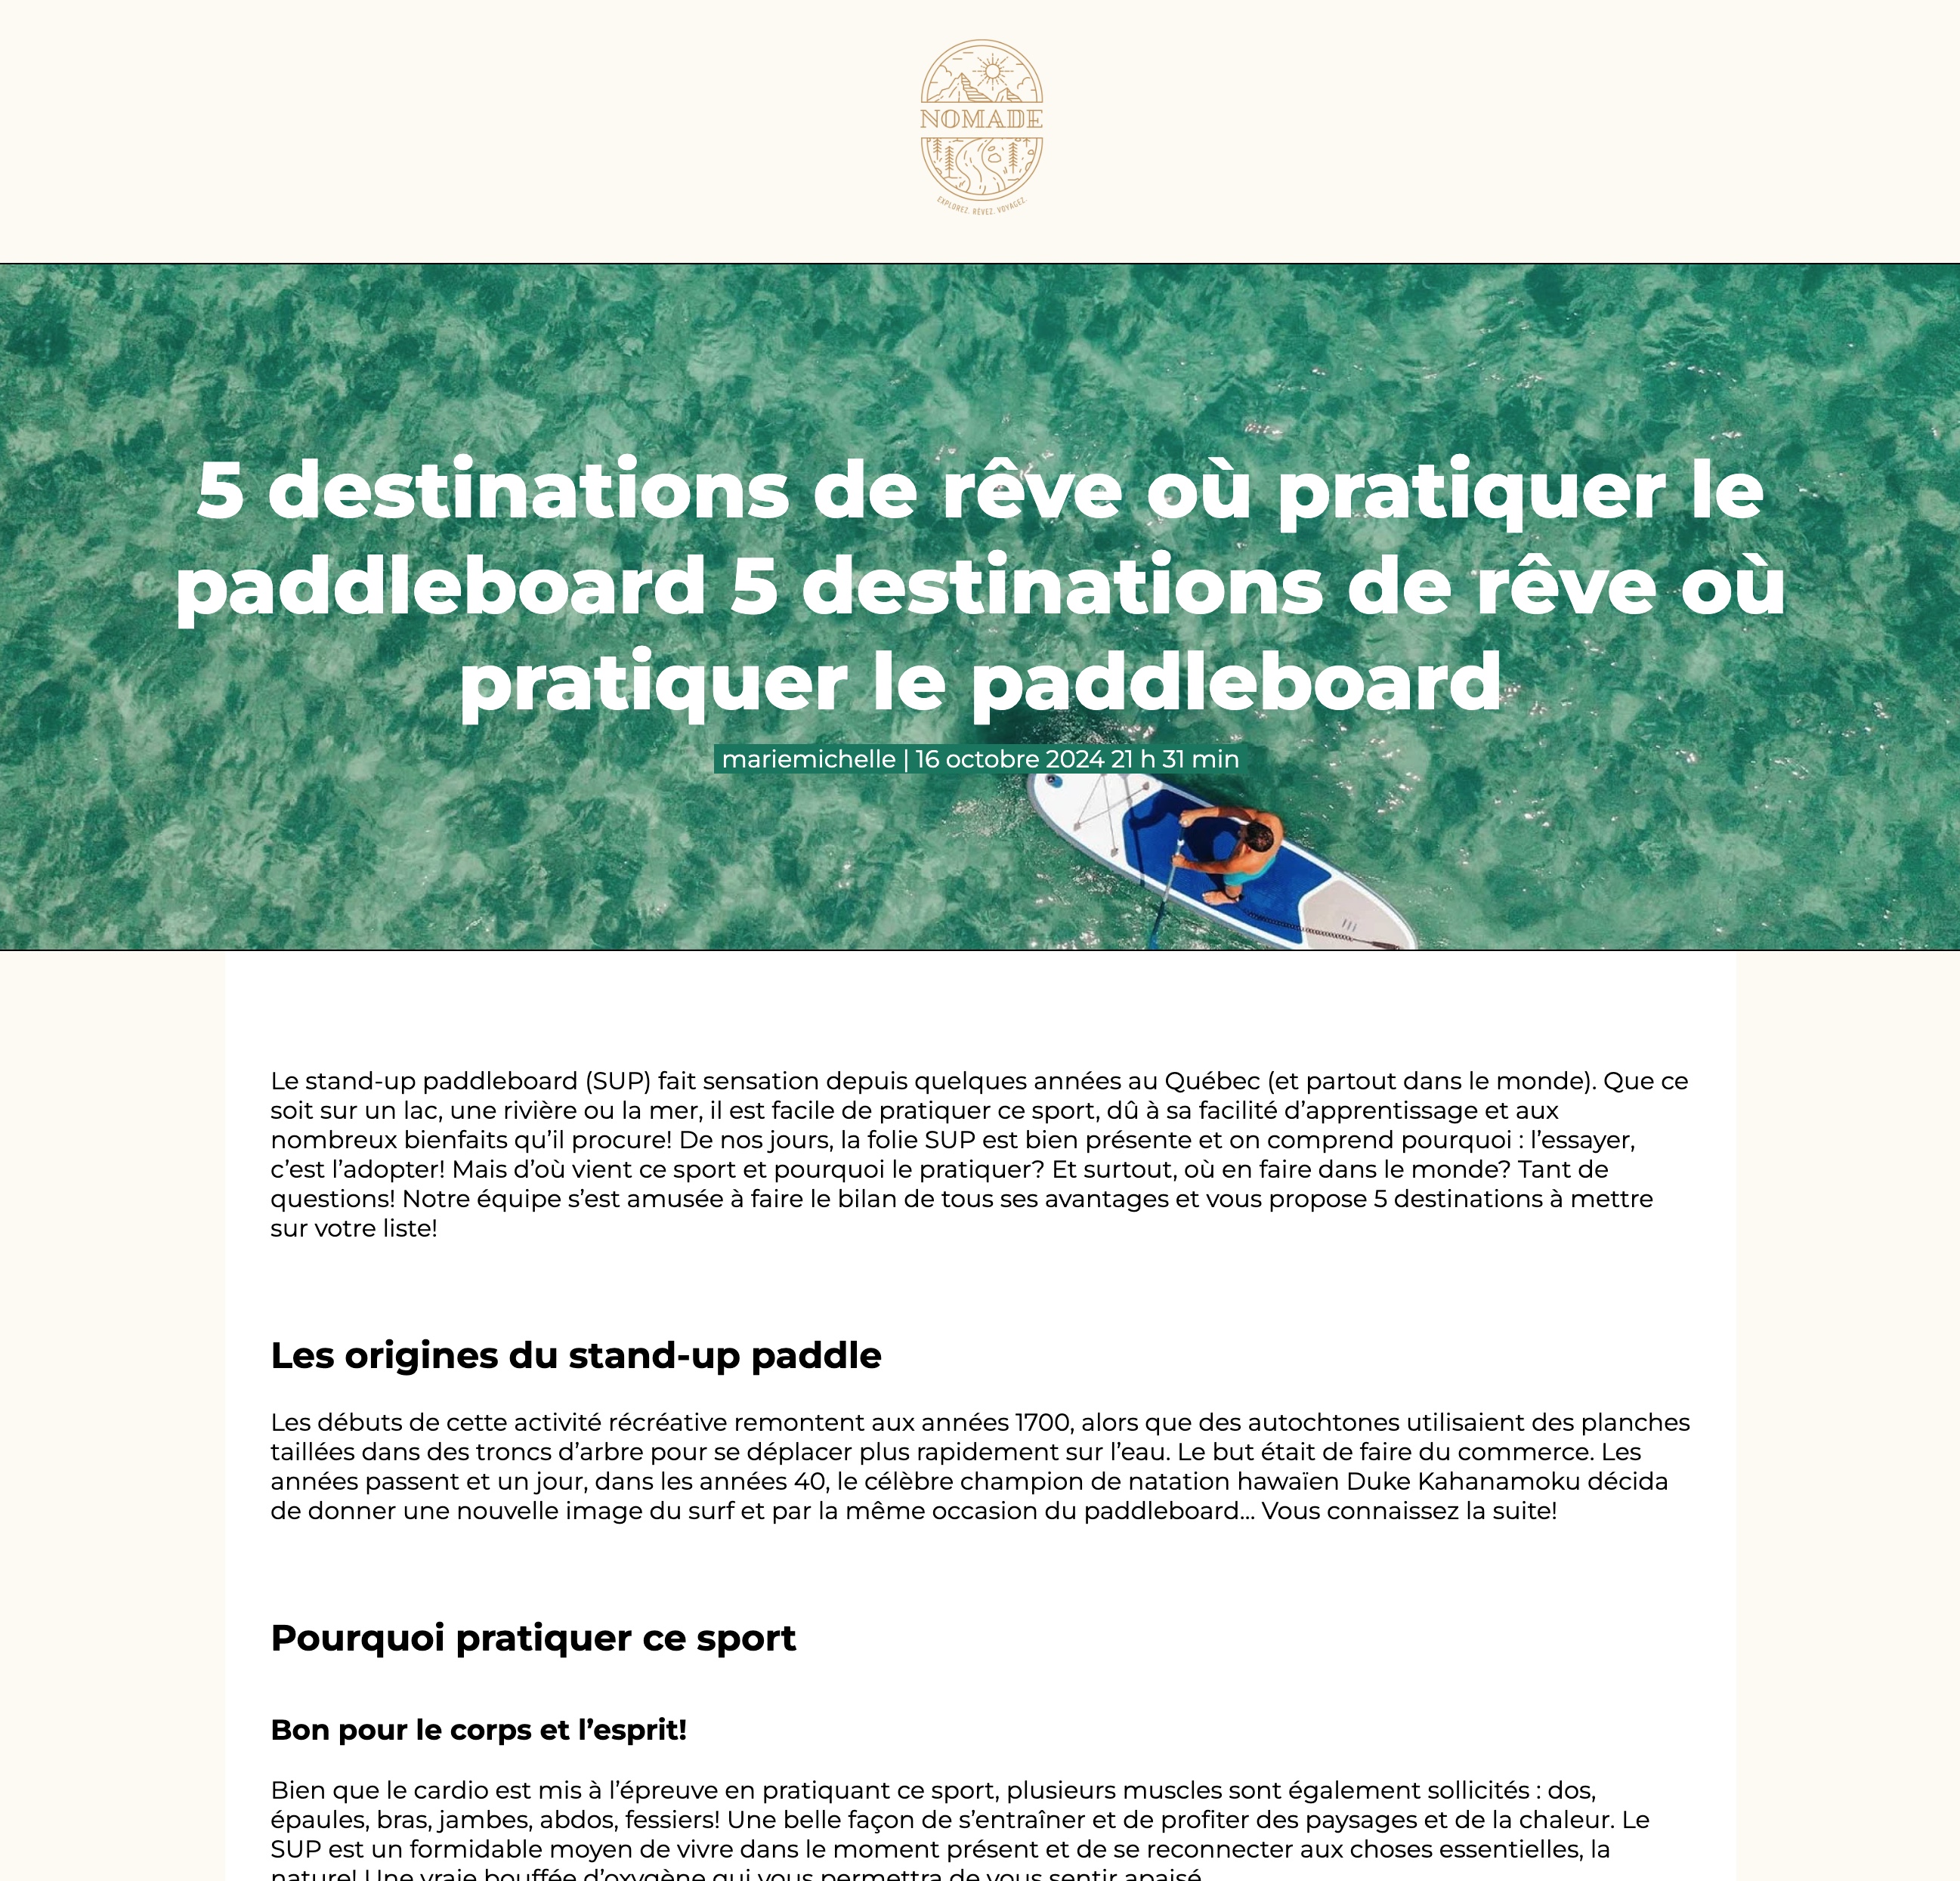 NOMADE
EXPLOREZ. RÊVEZ. VOYAGEZ.
5 destinations de rêve où pratiquer le
paddleboard 5 destinations de rêve où
pratiquer le paddleboard
mariemichelle | 16 octobre 2024 21 h 31 min
Le stand-up paddleboard (SUP) fait sensation depuis quelques années au Québec (et partout dans le monde). Que ce
soit sur un lac, une rivière ou la mer, il est facile de pratiquer ce sport, dû à sa facilité d’apprentissage et aux
nombreux bienfaits qu’il procure! De nos jours, la folie SUP est bien présente et on comprend pourquoi : l’essayer,
c’est l’adopter! Mais d’où vient ce sport et pourquoi le pratiquer? Et surtout, où en faire dans le monde? Tant de
questions! Notre équipe s’est amusée à faire le bilan de tous ses avantages et vous propose 5 destinations à mettre
sur votre liste!
Les origines du stand-up paddle
Les débuts de cette activité récréative remontent aux années 1700, alors que des autochtones utilisaient des planches
taillées dans des troncs d’arbre pour se déplacer plus rapidement sur l’eau. Le but était de faire du commerce. Les
années passent et un jour, dans les années 40, le célèbre champion de natation hawaïen Duke Kahanamoku décida
de donner une nouvelle image du surf et par la même occasion du paddleboard… Vous connaissez la suite!
Pourquoi pratiquer ce sport
Bon pour le corps et l’esprit!
Bien que le cardio est mis à l’épreuve en pratiquant ce sport, plusieurs muscles sont également sollicités : dos,
épaules, bras, jambes, abdos, fessiers! Une belle façon de s’entraîner et de profiter des paysages et de la chaleur. Le
SUP est un formidable moyen de vivre dans le moment présent et de se reconnecter aux choses essentielles, la
nature! Une vraie bouffée d’oxygène qui vous permettra de vous sentir apaisé.